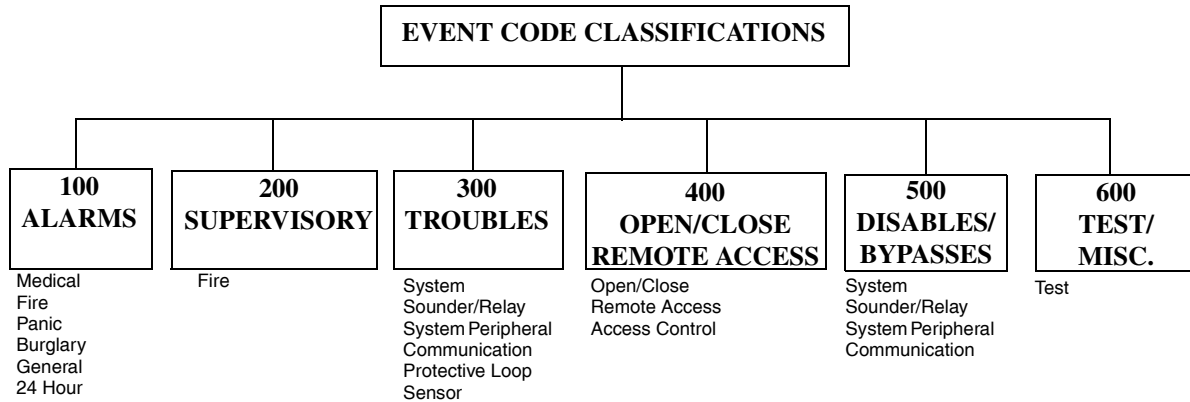 EVENT CODE CLASSIFICATIONS
100
ALARMS
Medical
Fire
Panic
Burglary
General
24 Hour
200
SUPERVISORY
Fire
300
TROUBLES
System
Sounder/Relay
System Peripheral
Communication
Protective Loop
Sensor
400
OPEN/CLOSE
REMOTE ACCESS
Open/Close
Remote Access
Access Control
500
DISABLES/
BYPASSES
System
Sounder/Relay
System Peripheral
Communication
600
TEST/
MISC.
Test